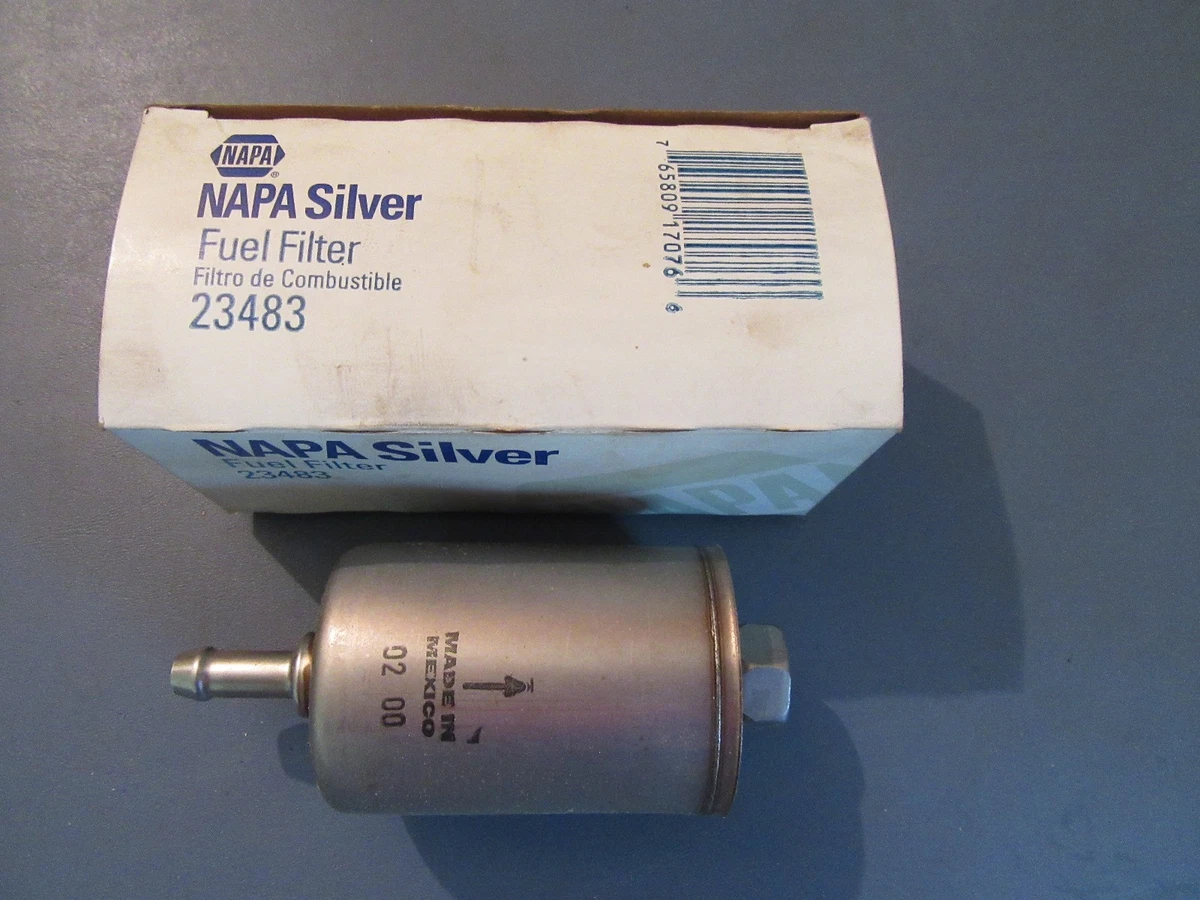 NAPA
®
NAPA Silver
Fuel Filter
Filtro de Combustible
23483
7 65809 17076 6
NAPA Silver
Fuel Filter
23483
NAPA
MADE IN
MEXICO
02 00